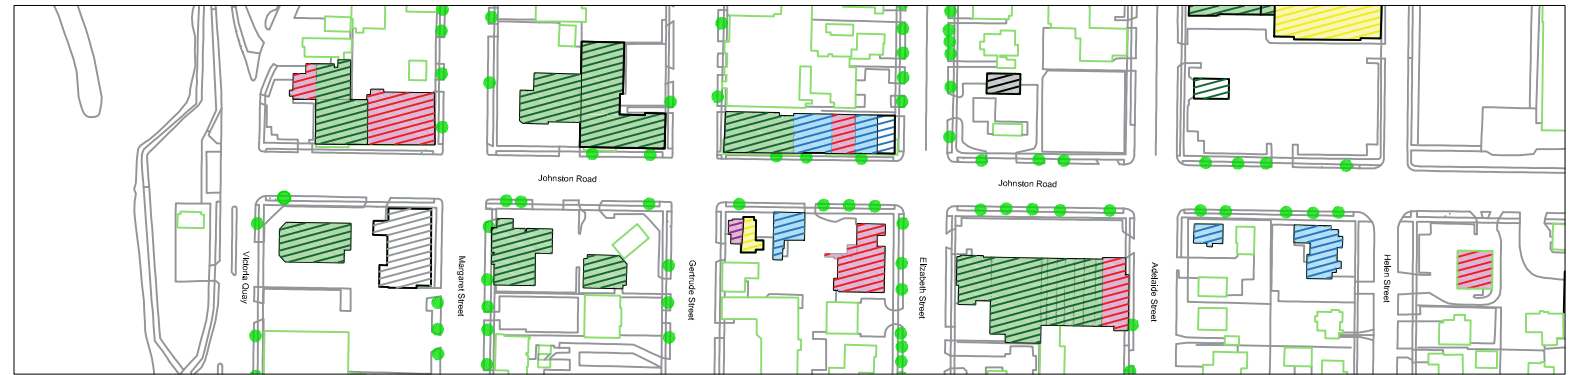 Johnston Road
Johnston Road
Victoria Quay
Margaret Street
Gertrude Street
Elizabeth Street
Adelaide Street
Helen Street